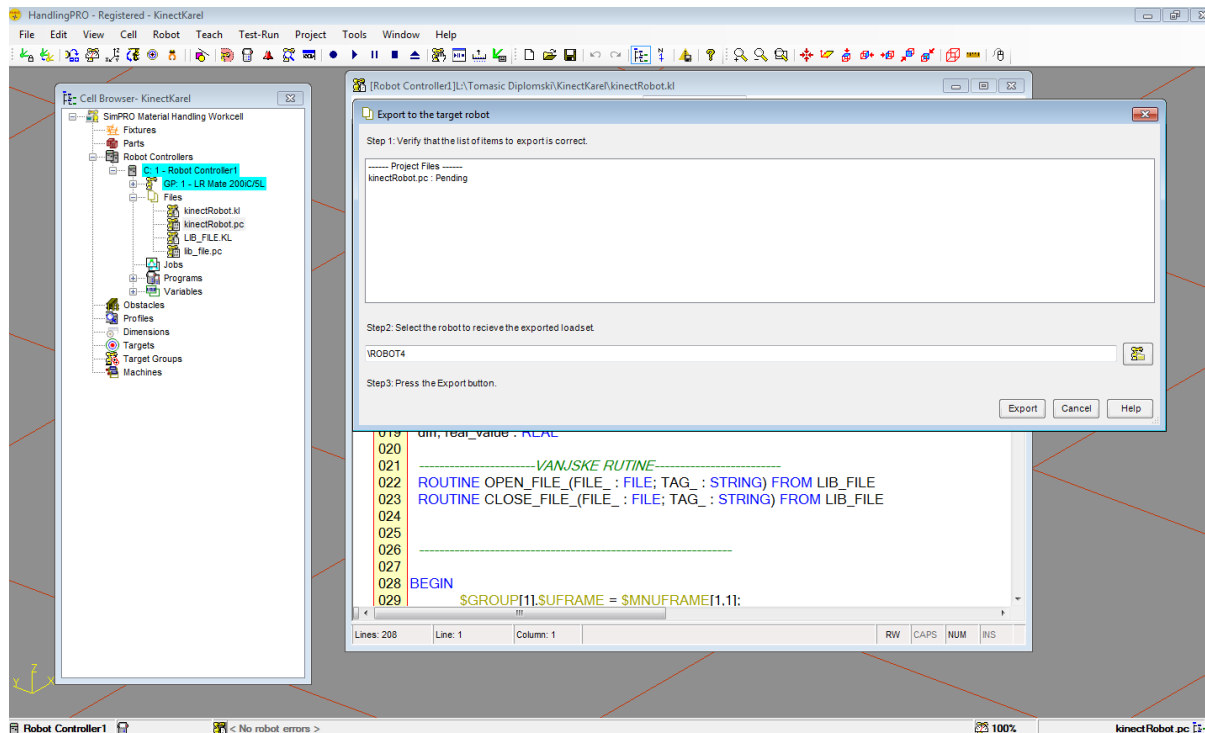 HandlingPRO - Registered - KinectKarel
File Edit View Cell Robot Teach Test-Run Project Tools Window Help
Cell Browser- KinectKarel
SimPRO Material Handling Workcell
Fixtures
Parts
Robot Controllers
C: 1 - Robot Controller1
GP: 1 - LR Mate 200iC/5L
Files
kinectRobot.kl
kinectRobot.pc
LIB_FILE.KL
lib_file.pc
Jobs
Programs
Variables
Obstacles
Profiles
Dimensions
Targets
Target Groups
Machines
[Robot Controller1]L:\Tomasic Diplomski\KinectKarel\kinectRobot.kl
Export to the target robot
Step 1: Verify that the list of items to export is correct.
------ Project Files ------
kinectRobot.pc : Pending
Step2: Select the robot to recieve the exported loadset.
\ROBOT4
Step3: Press the Export button.
Export Cancel Help
019 dm, real_value : REAL
020
021 -----------------------VANJSKE RUTINE-------------------------
022 ROUTINE OPEN_FILE_(FILE_ : FILE; TAG_ : STRING) FROM LIB_FILE
023 ROUTINE CLOSE_FILE_(FILE_ : FILE; TAG_ : STRING) FROM LIB_FILE
024
025
026 --------------------------------------------------------------
027
028 BEGIN
029 $GROUP[1].$UFRAME = $MNUFRAME[1,1];
Lines: 208 Line: 1 Column: 1 RW CAPS NUM INS
Z
Y X
Robot Controller1 < No robot errors > 100% kinectRobot.pc